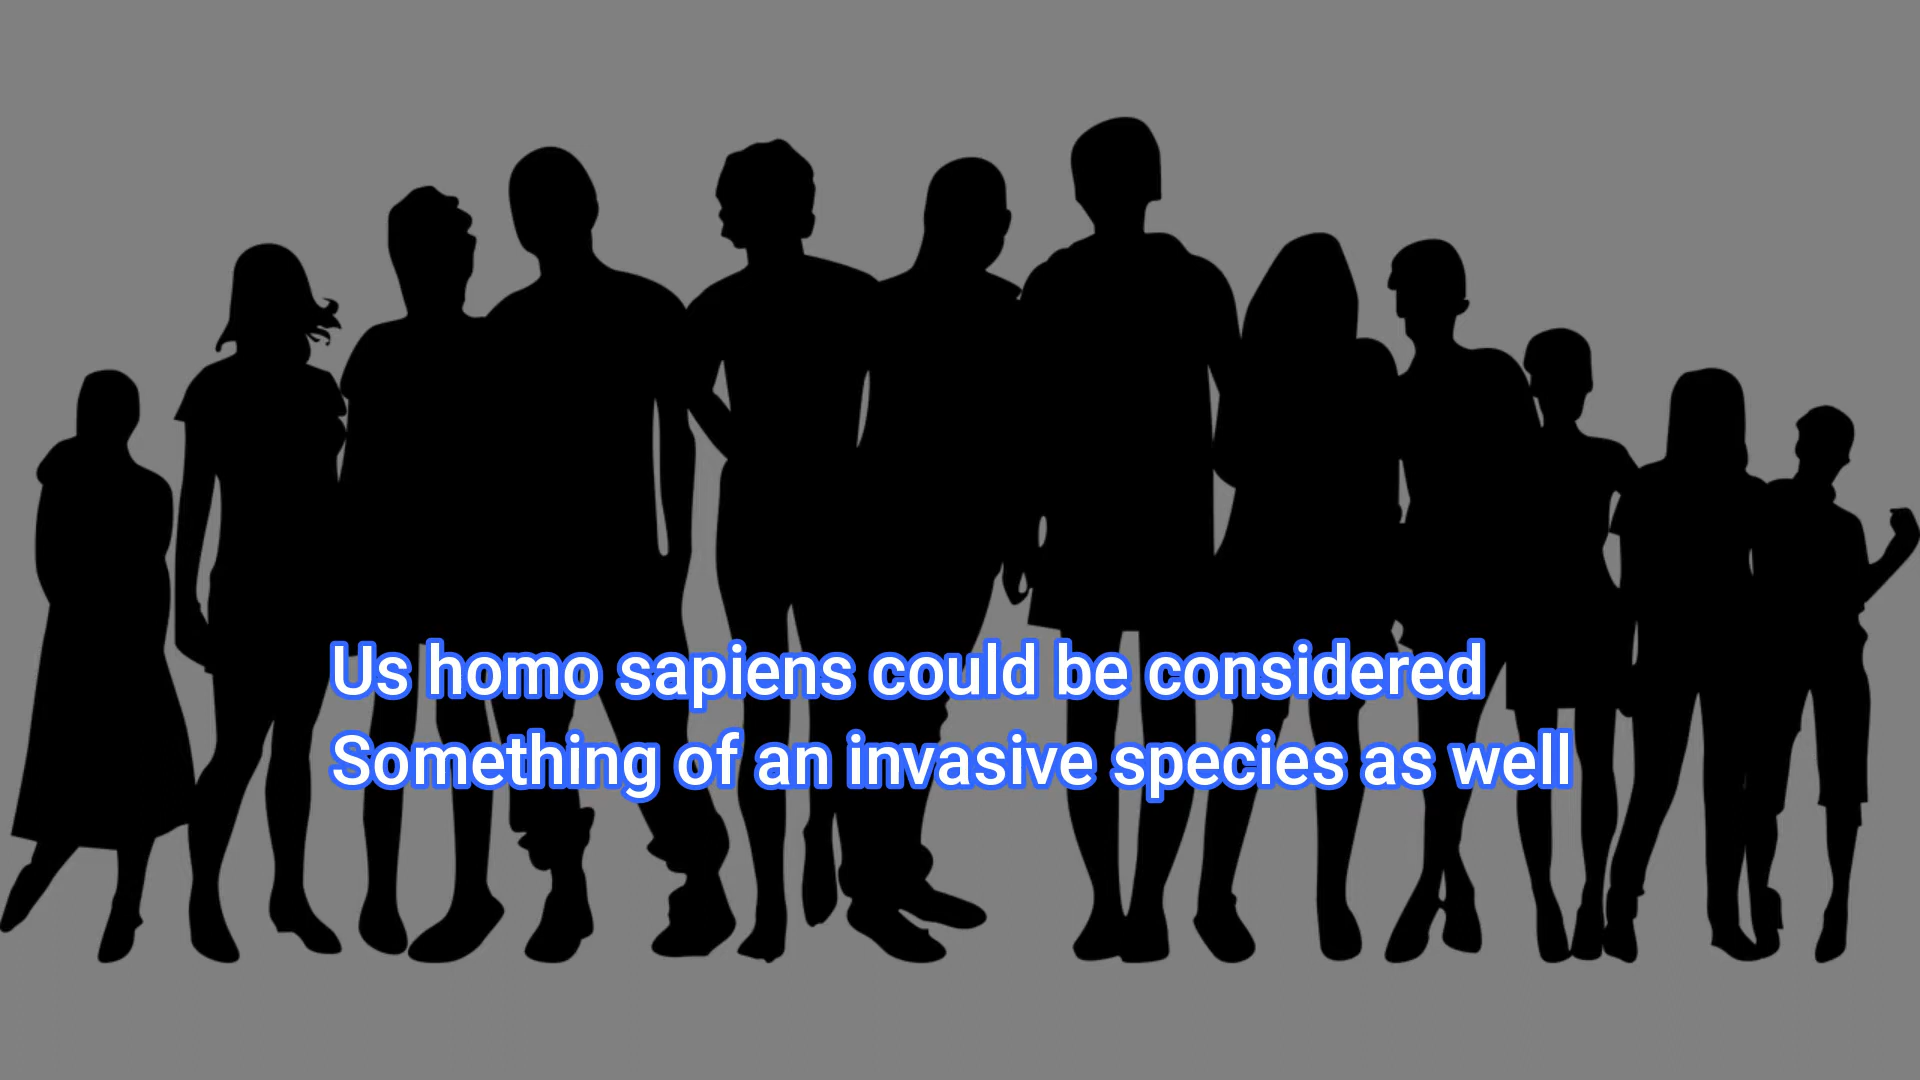 Us homo sapiens could be considered
Something of an invasive species as well